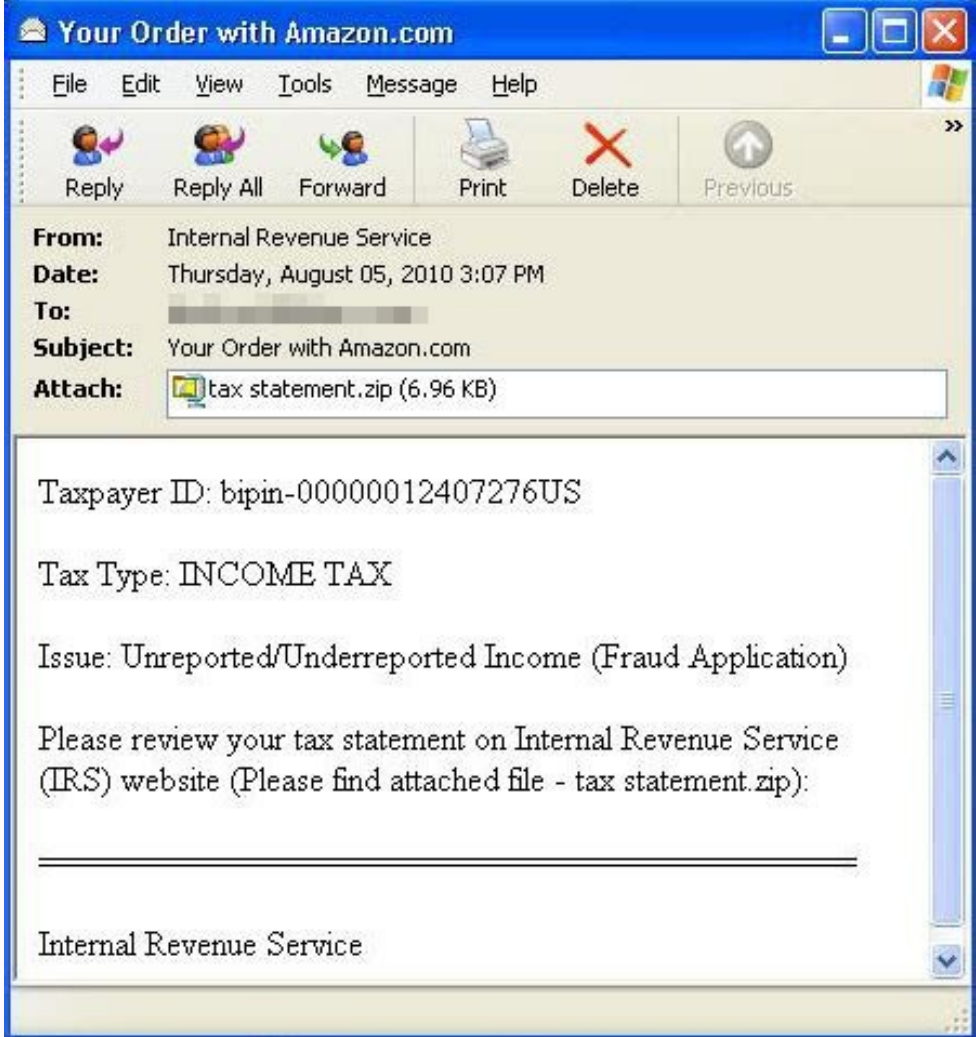 Your Order with Amazon.com
File Edit View Tools Message Help
»
Reply Reply All Forward Print Delete Previous
From: Internal Revenue Service
Date: Thursday, August 05, 2010 3:07 PM
To:
Subject: Your Order with Amazon.com
Attach: tax statement.zip (6.96 KB)
Taxpayer ID: bipin-00000012407276US
Tax Type: INCOME TAX
Issue: Unreported/Underreported Income (Fraud Application)
Please review your tax statement on Internal Revenue Service
(IRS) website (Please find attached file - tax statement.zip):
Internal Revenue Service